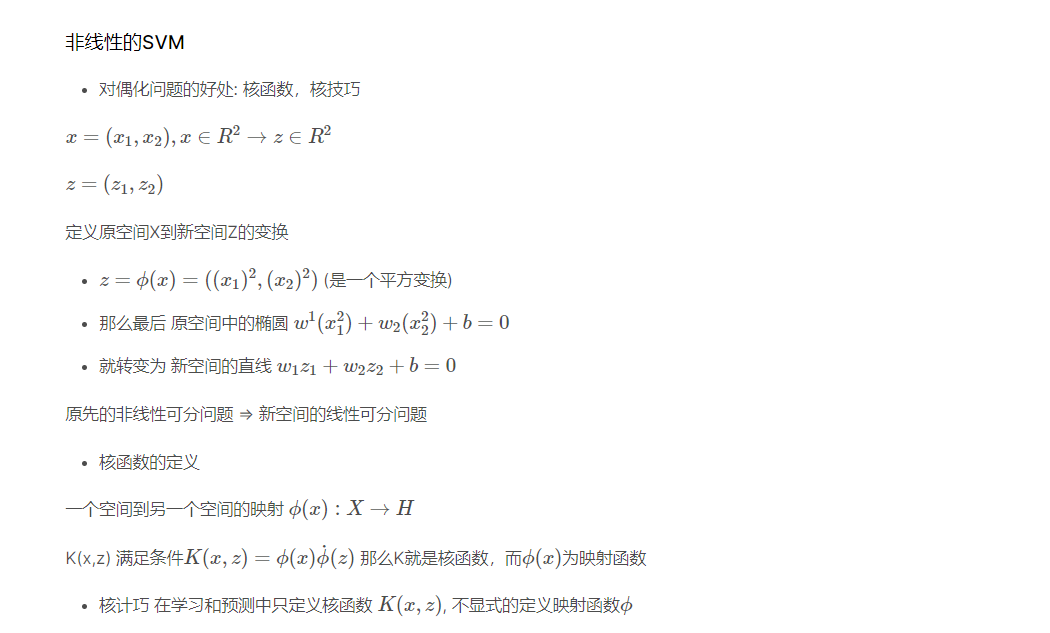 非线性的SVM
• 对偶化问题的好处: 核函数，核技巧
$x = (x_1, x_2), x \in R^2 \to z \in R^2$
$z = (z_1, z_2)$
定义原空间X到新空间Z的变换
• $z = \phi(x) = ((x_1)^2, (x_2)^2)$ (是一个平方变换)
• 那么最后 原空间中的椭圆 $w^1(x_1^2) + w_2(x_2^2) + b = 0$
• 就转变为 新空间的直线 $w_1z_1 + w_2z_2 + b = 0$
原先的非线性可分问题 ⇒ 新空间的线性可分问题
• 核函数的定义
一个空间到另一个空间的映射 $\phi(x) : X \to H$
K(x,z) 满足条件$K(x, z) = \phi(x)\dot{\phi}(z)$ 那么K就是核函数，而$\phi(x)$为映射函数
• 核计巧 在学习和预测中只定义核函数 $K(x, z)$, 不显式的定义映射函数$\phi$